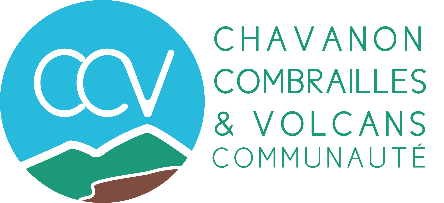 CCV
CHAVANON
COMBRAILLES
& VOLCANS
COMMUNAUTÉ